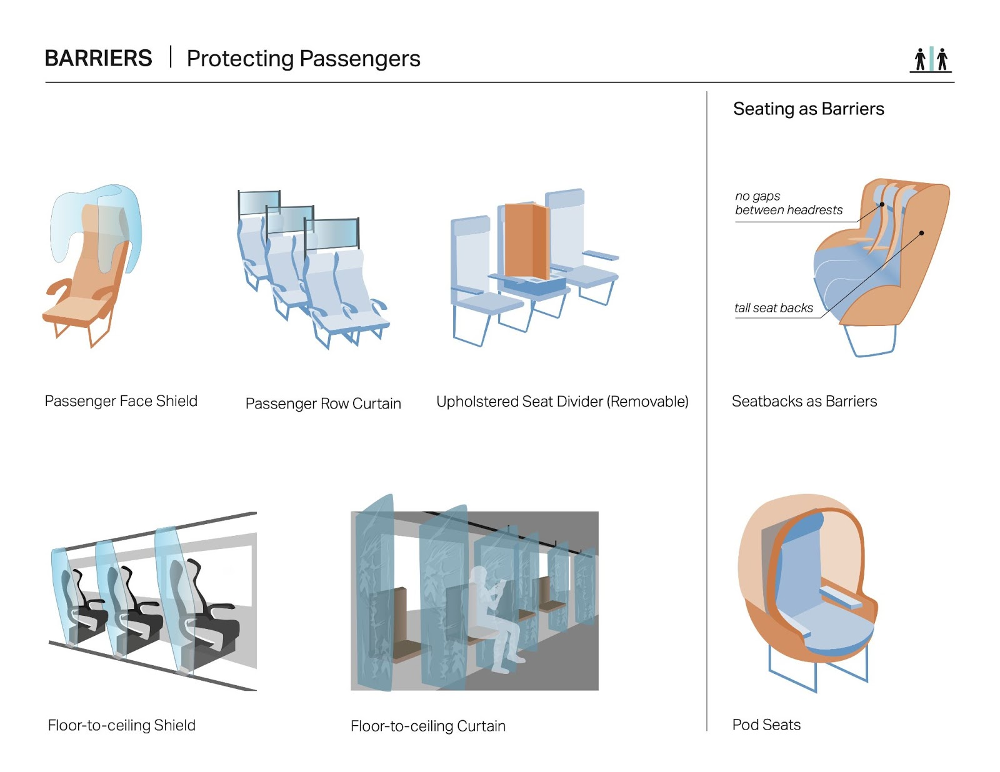 BARRIERS | Protecting Passengers
Passenger Face Shield
Passenger Row Curtain
Upholstered Seat Divider (Removable)
Floor-to-ceiling Shield
Floor-to-ceiling Curtain
Seating as Barriers
no gaps
between headrests
tall seat backs
Seatbacks as Barriers
Pod Seats